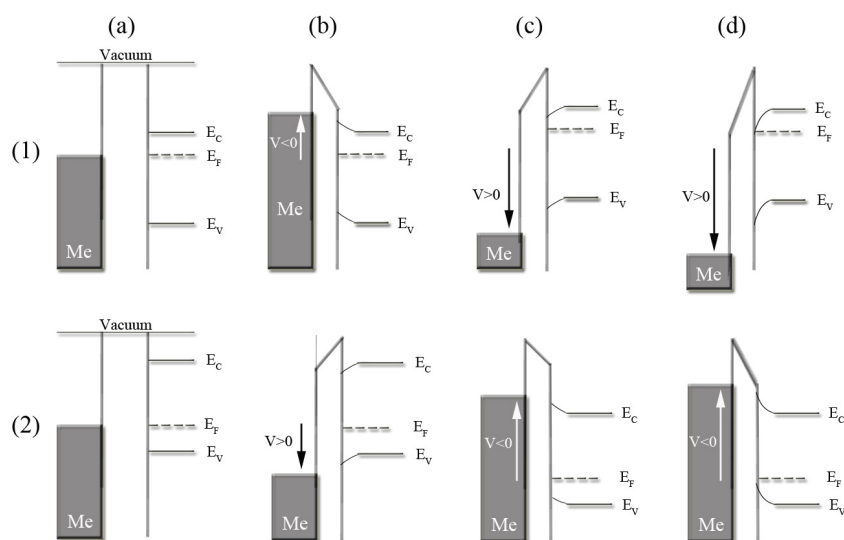 (a) (b) (c) (d)
Vacuum
(1)
E_C
E_F
E_V
Me
V<0
Me
E_C
E_F
E_V
V>0
Me
E_C
E_F
E_V
V>0
Me
E_C
E_F
E_V
Vacuum
(2)
E_C
E_F
E_V
Me
V>0
Me
E_C
E_F
E_V
V<0
Me
E_C
E_F
E_V
V<0
Me
E_C
E_F
E_V